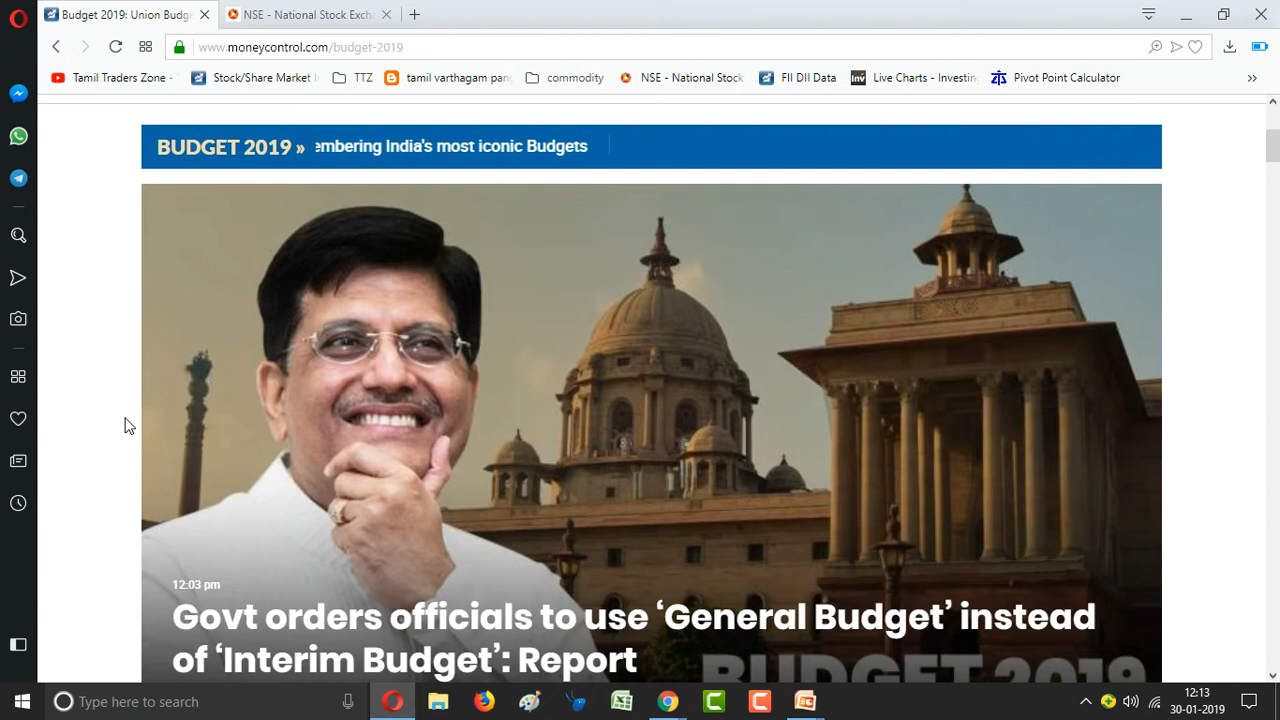 Budget 2019: Union Budge
NSE - National Stock Exch
www.moneycontrol.com/budget-2019
Tamil Traders Zone -
Stock/Share Market I
TTZ
tamil varthagam pan
commodity
NSE - National Stock
FII DII Data
Live Charts - Investin
Pivot Point Calculator
BUDGET 2019 » embering India's most iconic Budgets
12:03 pm
Govt orders officials to use ‘General Budget’ instead
of ‘Interim Budget’: Report
BUDGET 2019
Type here to search
12:13
30-01-2019